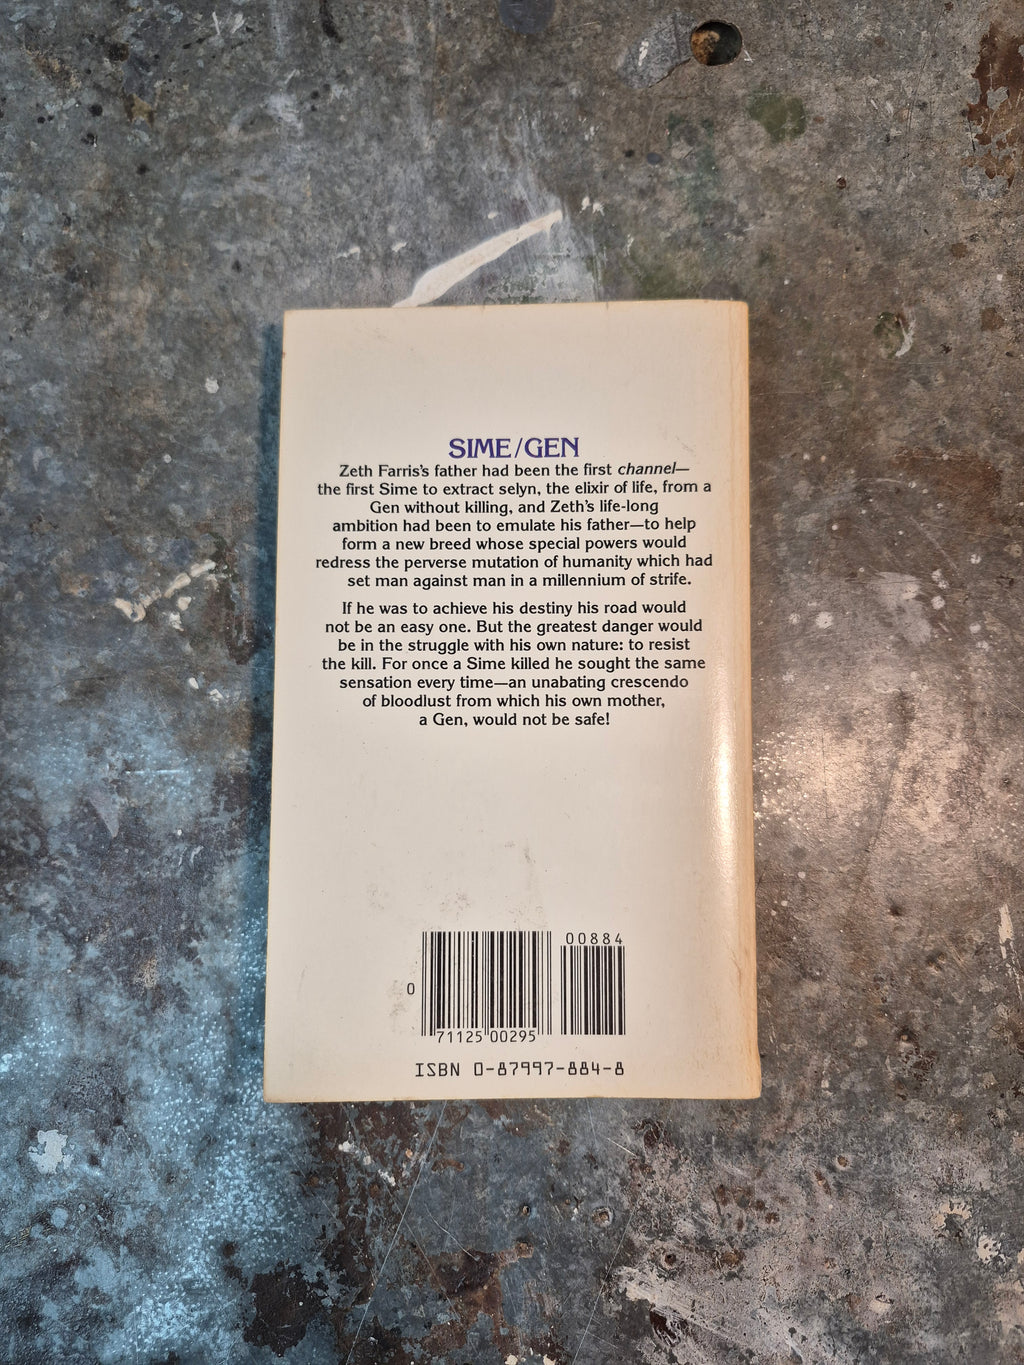 SIME/GEN
Zeth Farris's father had been the first channel—
the first Sime to extract selyn, the elixir of life, from a
Gen without killing, and Zeth's life-long
ambition had been to emulate his father—to help
form a new breed whose special powers would
redress the perverse mutation of humanity which had
set man against man in a millennium of strife.
If he was to achieve his destiny his road would
not be an easy one. But the greatest danger would
be in the struggle with his own nature: to resist
the kill. For once a Sime killed he sought the same
sensation every time—an unabating crescendo
of bloodlust from which his own mother,
a Gen, would not be safe!
00884
0
71125 00295
ISBN 0-87997-884-8